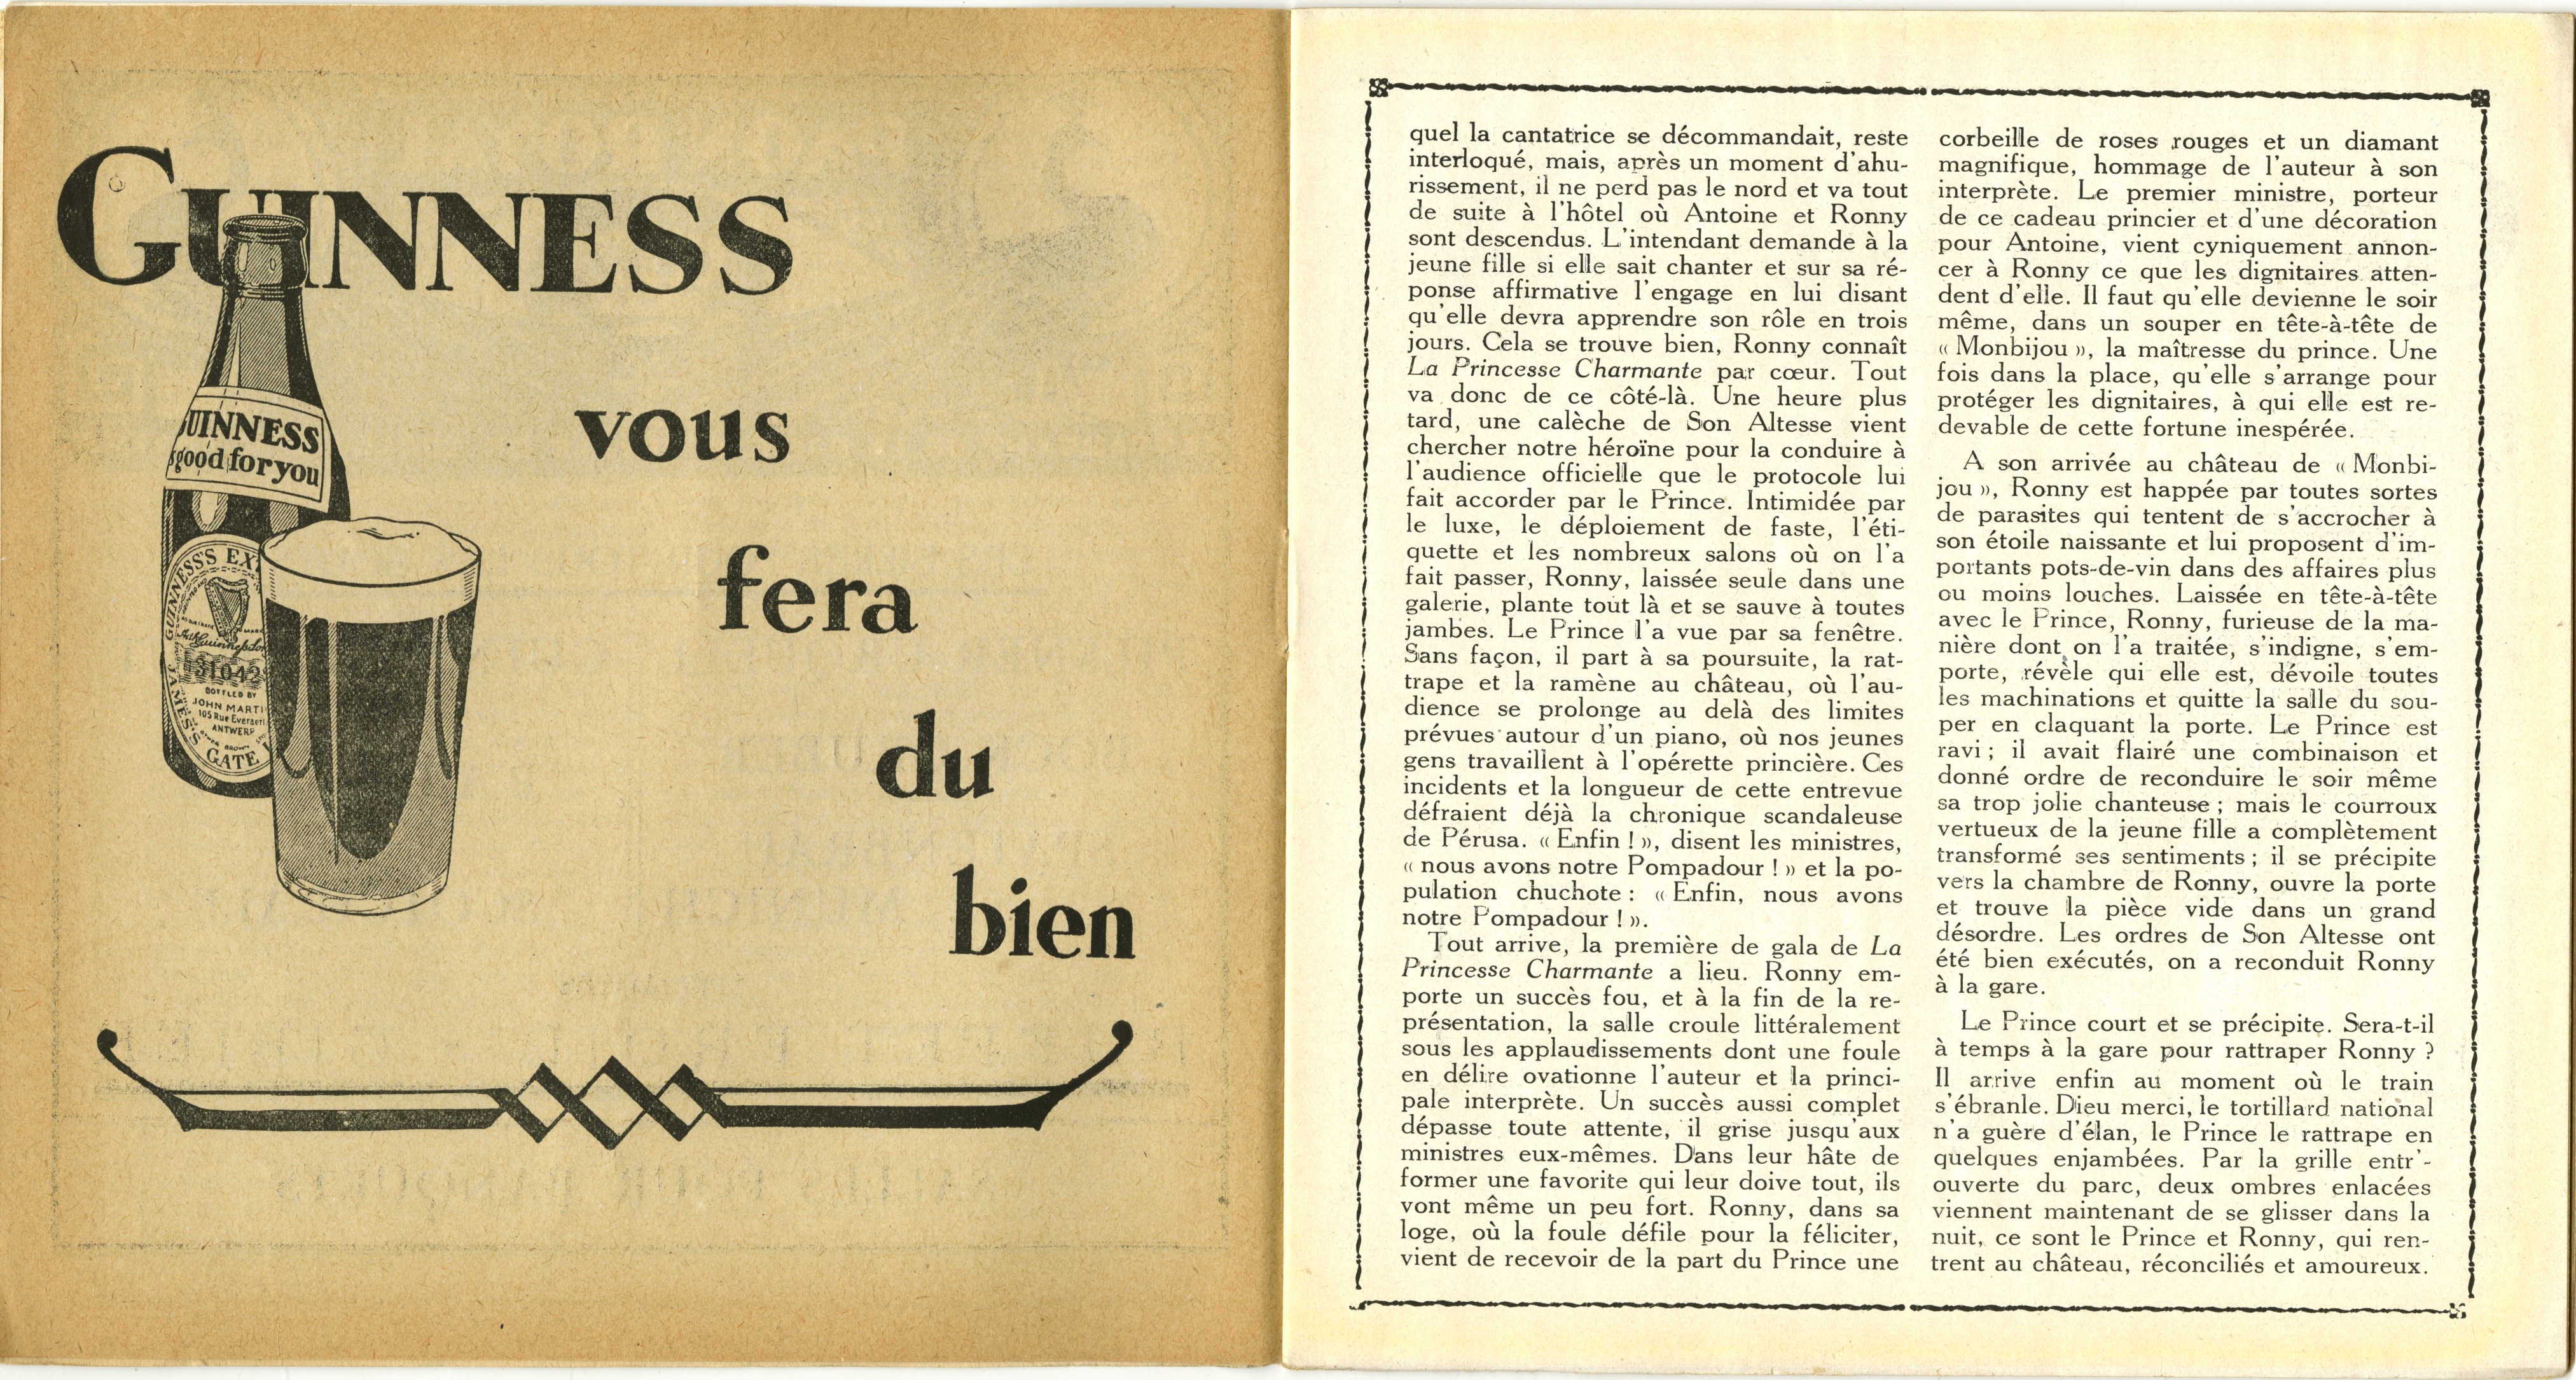 GUINNESS
vous
fera
du
bien
UINNESS
good for you
GUINNESS'S EX
310429
BOTTLED BY
JOHN MARTI
105 Rue Everaert
ANTWERP
JAMES'S GATE
quel la cantatrice se décommandait, reste
interloqué, mais, après un moment d'ahu-
rissement, il ne perd pas le nord et va tout
de suite à l'hôtel où Antoine et Ronny
sont descendus. L'intendant demande à la
jeune fille si elle sait chanter et sur sa ré-
ponse affirmative l'engage en lui disant
qu'elle devra apprendre son rôle en trois
jours. Cela se trouve bien, Ronny connaît
La Princesse Charmante par cœur. Tout
va donc de ce côté-là. Une heure plus
tard, une calèche de Son Altesse vient
chercher notre héroïne pour la conduire à
l'audience officielle que le protocole lui
fait accorder par le Prince. Intimidée par
le luxe, le déploiement de faste, l'éti-
quette et les nombreux salons où on l'a
fait passer, Ronny, laissée seule dans une
galerie, plante tout là et se sauve à toutes
jambes. Le Prince l'a vue par sa fenêtre.
Sans façon, il part à sa poursuite, la rat-
trape et la ramène au château, où l'au-
dience se prolonge au delà des limites
prévues autour d'un piano, où nos jeunes
gens travaillent à l'opérette princière. Ces
incidents et la longueur de cette entrevue
défraient déjà la chronique scandaleuse
de Pérusa. « Enfin ! », disent les ministres,
« nous avons notre Pompadour ! » et la po-
pulation chuchote : « Enfin, nous avons
notre Pompadour ! ».
Tout arrive, la première de gala de La
Princesse Charmante a lieu. Ronny em-
porte un succès fou, et à la fin de la re-
présentation, la salle croule littéralement
sous les applaudissements dont une foule
en délire ovationne l'auteur et la princi-
pale interprète. Un succès aussi complet
dépasse toute attente, il grise jusqu'aux
ministres eux-mêmes. Dans leur hâte de
former une favorite qui leur doive tout, ils
vont même un peu fort. Ronny, dans sa
loge, où la foule défile pour la féliciter,
vient de recevoir de la part du Prince une
corbeille de roses rouges et un diamant
magnifique, hommage de l'auteur à son
interprète. Le premier ministre, porteur
de ce cadeau princier et d'une décoration
pour Antoine, vient cyniquement annon-
cer à Ronny ce que les dignitaires atten-
dent d'elle. Il faut qu'elle devienne le soir
même, dans un souper en tête-à-tête de
« Monbijou », la maîtresse du prince. Une
fois dans la place, qu'elle s'arrange pour
protéger les dignitaires, à qui elle est re-
devable de cette fortune inespérée.
A son arrivée au château de « Monbi-
jou », Ronny est happée par toutes sortes
de parasites qui tentent de s'accrocher à
son étoile naissante et lui proposent d'im-
portants pots-de-vin dans des affaires plus
ou moins louches. Laissée en tête-à-tête
avec le Prince, Ronny, furieuse de la ma-
nière dont on l'a traitée, s'indigne, s'em-
porte, révèle qui elle est, dévoile toutes
les machinations et quitte la salle du sou-
per en claquant la porte. Le Prince est
ravi ; il avait flairé une combinaison et
donné ordre de reconduire le soir même
sa trop jolie chanteuse ; mais le courroux
vertueux de la jeune fille a complètement
transformé ses sentiments ; il se précipite
vers la chambre de Ronny, ouvre la porte
et trouve la pièce vide dans un grand
désordre. Les ordres de Son Altesse ont
été bien exécutés, on a reconduit Ronny
à la gare.
Le Prince court et se précipite. Sera-t-il
à temps à la gare pour rattraper Ronny ?
Il arrive enfin au moment où le train
s'ébranle. Dieu merci, le tortillard national
n'a guère d'élan, le Prince le rattrape en
quelques enjambées. Par la grille entr'-
ouverte du parc, deux ombres enlacées
viennent maintenant de se glisser dans la
nuit, ce sont le Prince et Ronny, qui ren-
trent au château, réconciliés et amoureux.